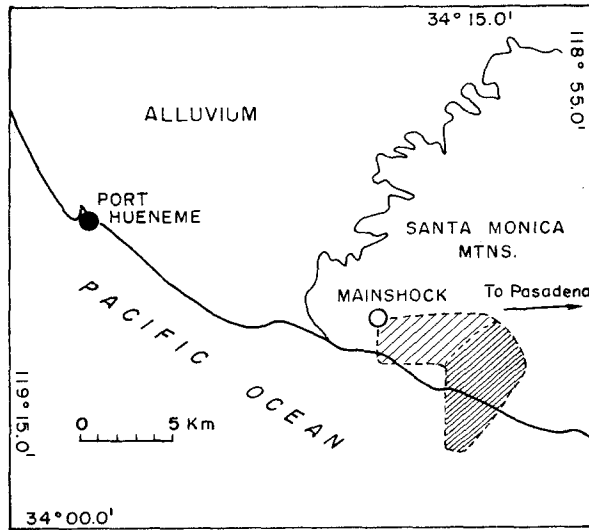 34° 15.0'
118° 55.0'
ALLUVIUM
PORT
HUENEME
SANTA MONICA
MTNS.
MAINSHOCK
To Pasadena
PACIFIC OCEAN
119° 15.0'
0 5 Km
34° 00.0'